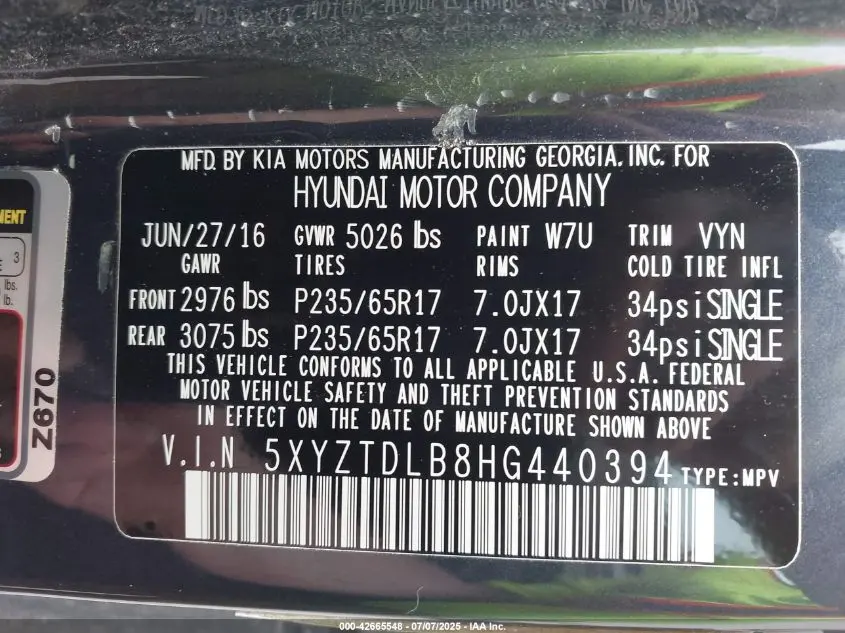 MFD. BY KIA MOTORS MANUFACTURING GEORGIA, INC. FOR
HYUNDAI MOTOR COMPANY
JUN/27/16 GVWR 5026 lbs PAINT W7U TRIM VYN
GAWR TIRES RIMS COLD TIRE INFL
FRONT 2976 lbs P235/65R17 7.0JX17 34psi SINGLE
REAR 3075 lbs P235/65R17 7.0JX17 34psi SINGLE
THIS VEHICLE CONFORMS TO ALL APPLICABLE U.S.A. FEDERAL
MOTOR VEHICLE SAFETY AND THEFT PREVENTION STANDARDS
IN EFFECT ON THE DATE OF MANUFACTURE SHOWN ABOVE
V.I.N 5XYZTDLB8HG440394 TYPE:MPV
3
lbs.
lb.
Z670
000-42665548 - 07/07/2025 - IAA Inc.